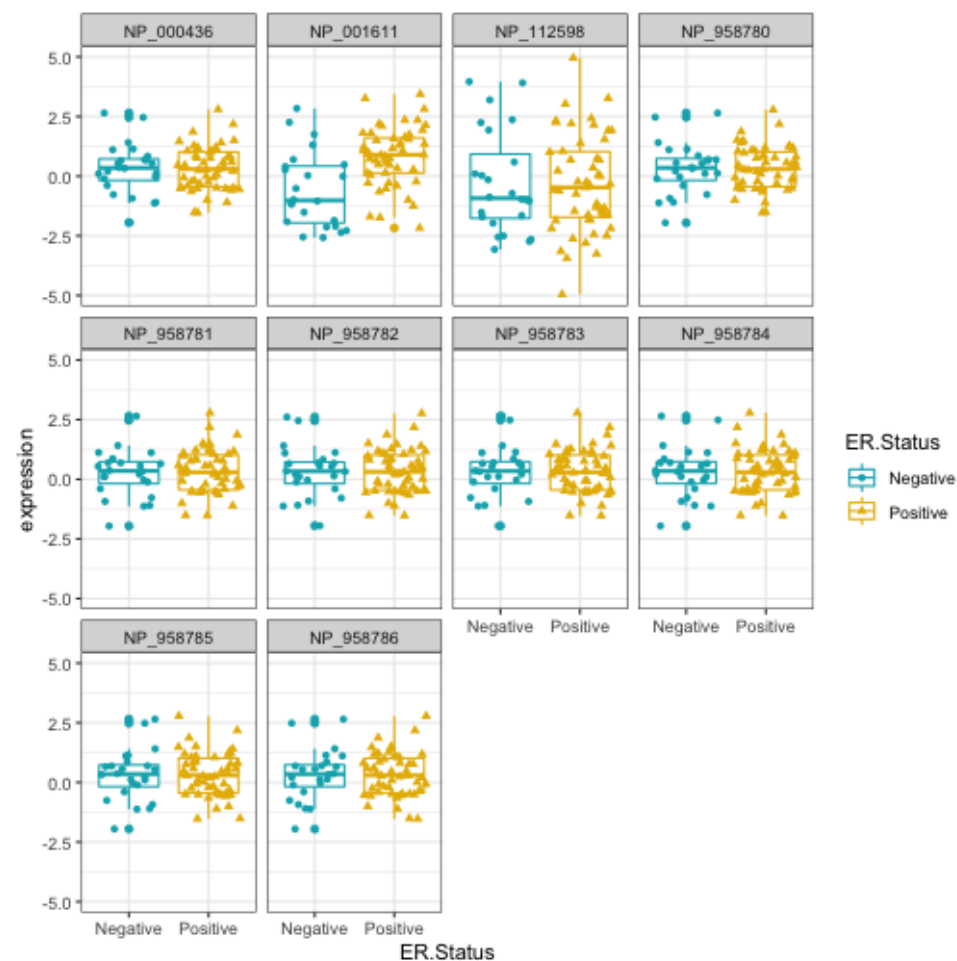 NP_000436 NP_001611 NP_112598 NP_958780
5.0
2.5
0.0
-2.5
-5.0
NP_958781 NP_958782 NP_958783 NP_958784
5.0
2.5
0.0
-2.5
-5.0
Negative Positive Negative Positive
NP_958785 NP_958786
5.0
2.5
0.0
-2.5
-5.0
Negative Positive Negative Positive
ER.Status
expression
ER.Status
Negative
Positive